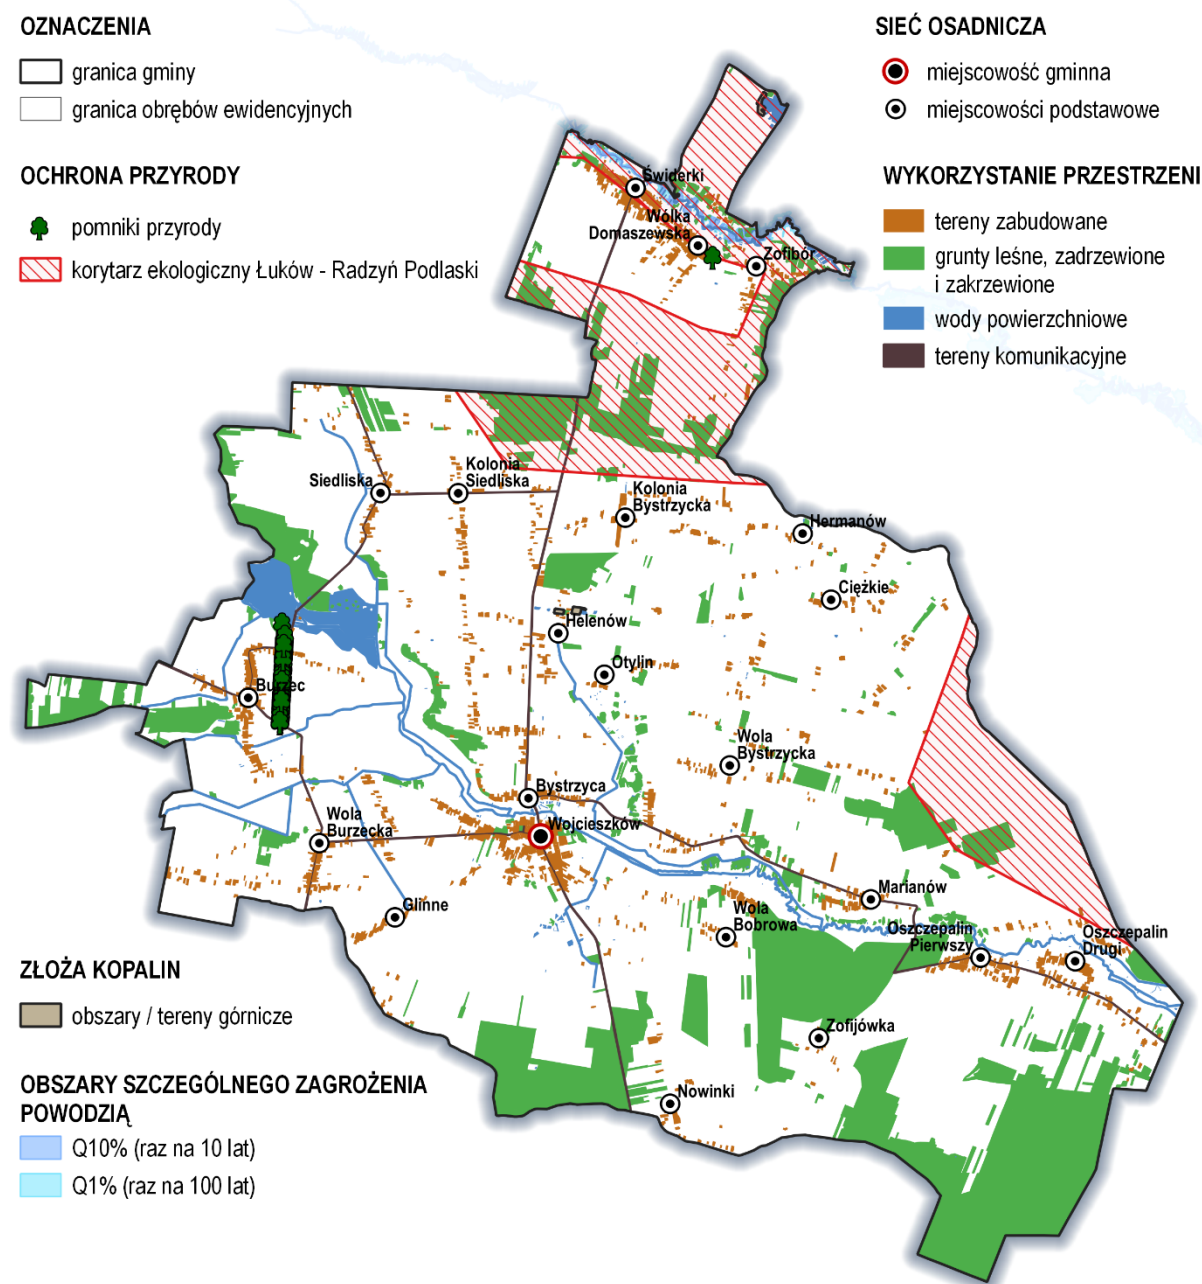 OZNACZENIA
granica gminy
granica obrębów ewidencyjnych
OCHRONA PRZYRODY
pomniki przyrody
korytarz ekologiczny Łuków - Radzyń Podlaski
SIEĆ OSADNICZA
miejscowość gminna
miejscowości podstawowe
WYKORZYSTANIE PRZESTRZENI
tereny zabudowane
grunty leśne, zadrzewione
i zakrzewione
wody powierzchniowe
tereny komunikacyjne
Świderki
Wólka
Domaszewska
Zofibór
Siedliska
Kolonia
Siedliska
Kolonia
Bystrzycka
Hermanów
Ciężkie
Helenów
Otylin
Burzec
Wola
Bystrzycka
Bystrzyca
Wojcieszków
Wola
Burzecka
Glinne
Marianów
Wola
Bobrowa
Oszczepalin
Pierwszy
Oszczepalin
Drugi
Zofijówka
Nowinki
ZŁOŻA KOPALIN
obszary / tereny górnicze
OBSZARY SZCZEGÓLNEGO ZAGROŻENIA
POWODZIĄ
Q10% (raz na 10 lat)
Q1% (raz na 100 lat)